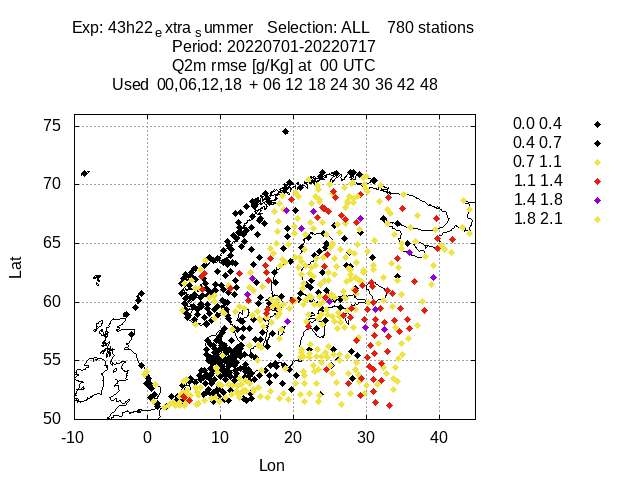 Exp: 43h22extrasummer   Selection: ALL    780 stations
Period: 20220701-20220717
Q2m rmse [g/Kg] at  00 UTC
Used  00,06,12,18  + 06 12 18 24 30 36 42 48
0.0 0.4
0.4 0.7
0.7 1.1
1.1 1.4
1.4 1.8
1.8 2.1
75
70
65
60
55
50
Lat
-10 0 10 20 30 40
Lon